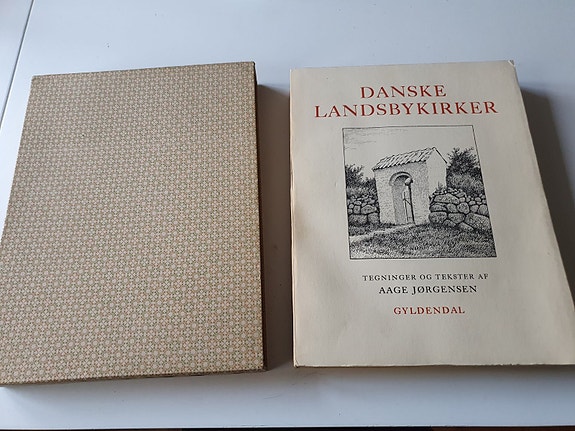 DANSKE
LANDSBYKIRKER
TEGNINGER OG TEKSTER AF
AAGE JØRGENSEN
GYLDENDAL